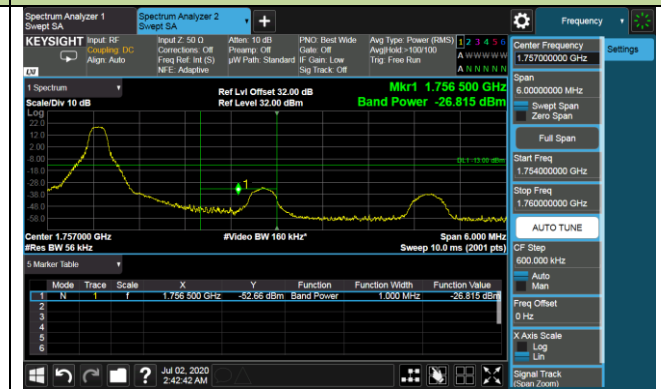 Spectrum Analyzer 1
Swept SA
Spectrum Analyzer 2
Swept SA
Frequency
KEYSIGHT
Input: RF
Coupling: DC
Align: Auto
Input Z: 50 Ω
Corrections: Off
Freq Ref: Int (S)
NFE: Adaptive
Atten: 10 dB
Preamp: Off
µW Path: Standard
PNO: Best Wide
Gate: Off
IF Gain: Low
Sig Track: Off
Avg Type: Power (RMS)
Avg|Hold:>100/100
Trig: Free Run
1 2 3 4 5 6
A W W W W W
A N N N N N
LXI
1 Spectrum
Scale/Div 10 dB
Ref Lvl Offset 32.00 dB
Ref Level 32.00 dBm
Mkr1 1.756 500 GHz
Band Power -26.815 dBm
Log
22.0
12.0
2.00
-8.00
-18.0
-28.0
-38.0
-48.0
-58.0
1
DL1 -13.00 dBm
Center 1.757000 GHz
#Res BW 56 kHz
#Video BW 160 kHz*
Span 6.000 MHz
Sweep 10.0 ms (2001 pts)
5 Marker Table
Mode Trace Scale X Y Function Function Width Function Value
1 N 1 f 1.756 500 GHz -52.66 dBm Band Power 1.000 MHz -26.815 dBm
2
3
4
5
6
Jul 02, 2020
2:42:42 AM
Center Frequency
1.757000000 GHz
Settings
Span
6.00000000 MHz
Swept Span
Zero Span
Full Span
Start Freq
1.754000000 GHz
Stop Freq
1.760000000 GHz
AUTO TUNE
CF Step
600.000 kHz
Auto
Man
Freq Offset
0 Hz
X Axis Scale
Log
Lin
Signal Track
(Span Zoom)